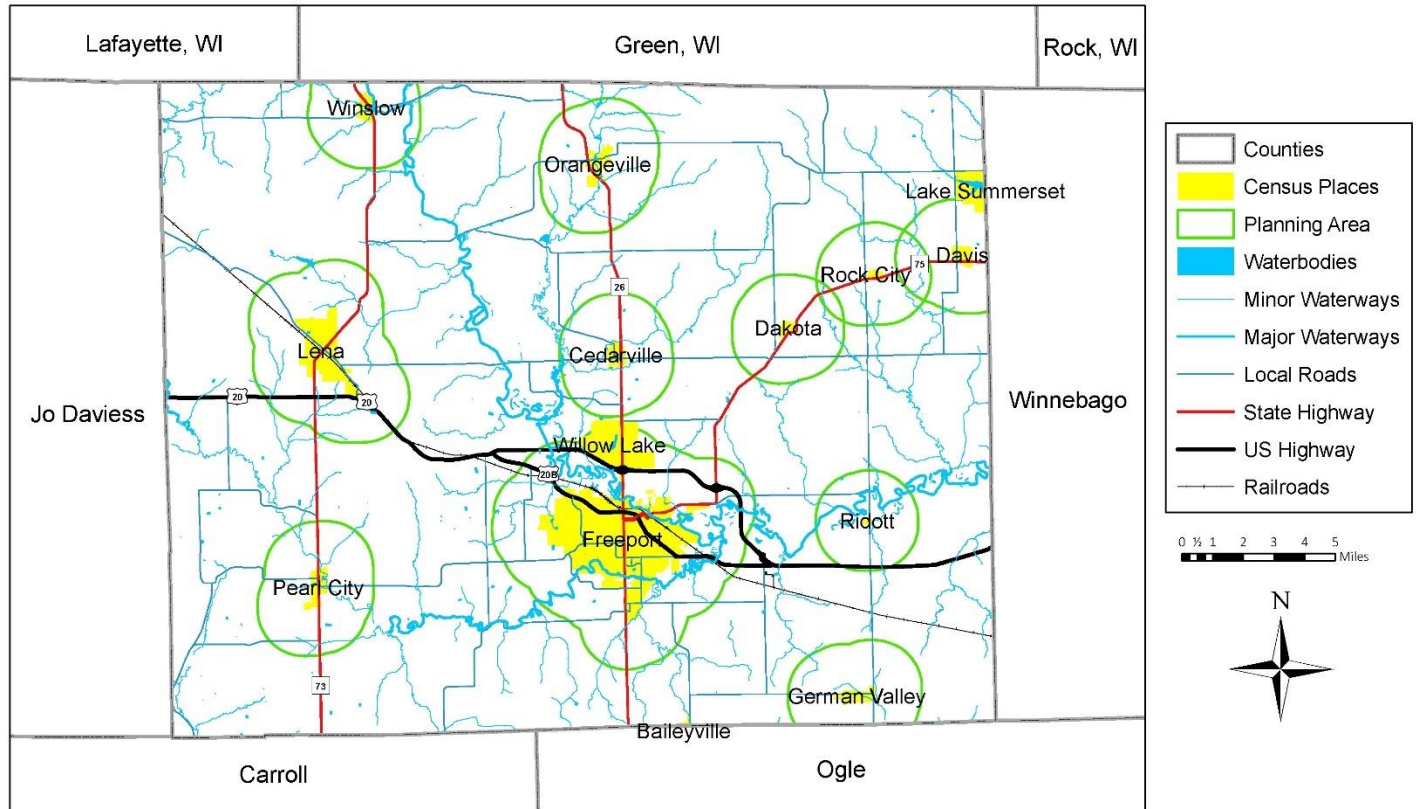 Lafayette, WI
Green, WI
Rock, WI
Winslow
Orangeville
Lake Summerset
Davis
75
Rock City
26
Dakota
Lena
Cedarville
20
20
Jo Daviess
Winnebago
Willow Lake
20B
Ridott
Freeport
Pearl City
73
German Valley
Baileyville
Carroll
Ogle
Counties
Census Places
Planning Area
Waterbodies
Minor Waterways
Major Waterways
Local Roads
State Highway
US Highway
Railroads
0 ½ 1 2 3 4 5
Miles
N